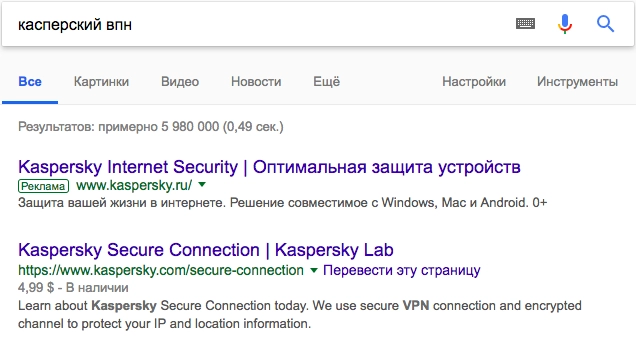 касперский впн
Все Картинки Видео Новости Ещё Настройки Инструменты
Результатов: примерно 5 980 000 (0,49 сек.)
Kaspersky Internet Security | Оптимальная защита устройств
Реклама www.kaspersky.ru/
Защита вашей жизни в интернете. Решение совместимое с Windows, Mac и Android. 0+
Kaspersky Secure Connection | Kaspersky Lab
https://www.kaspersky.com/secure-connection Перевести эту страницу
4,99 $ - В наличии
Learn about Kaspersky Secure Connection today. We use secure VPN connection and encrypted
channel to protect your IP and location information.